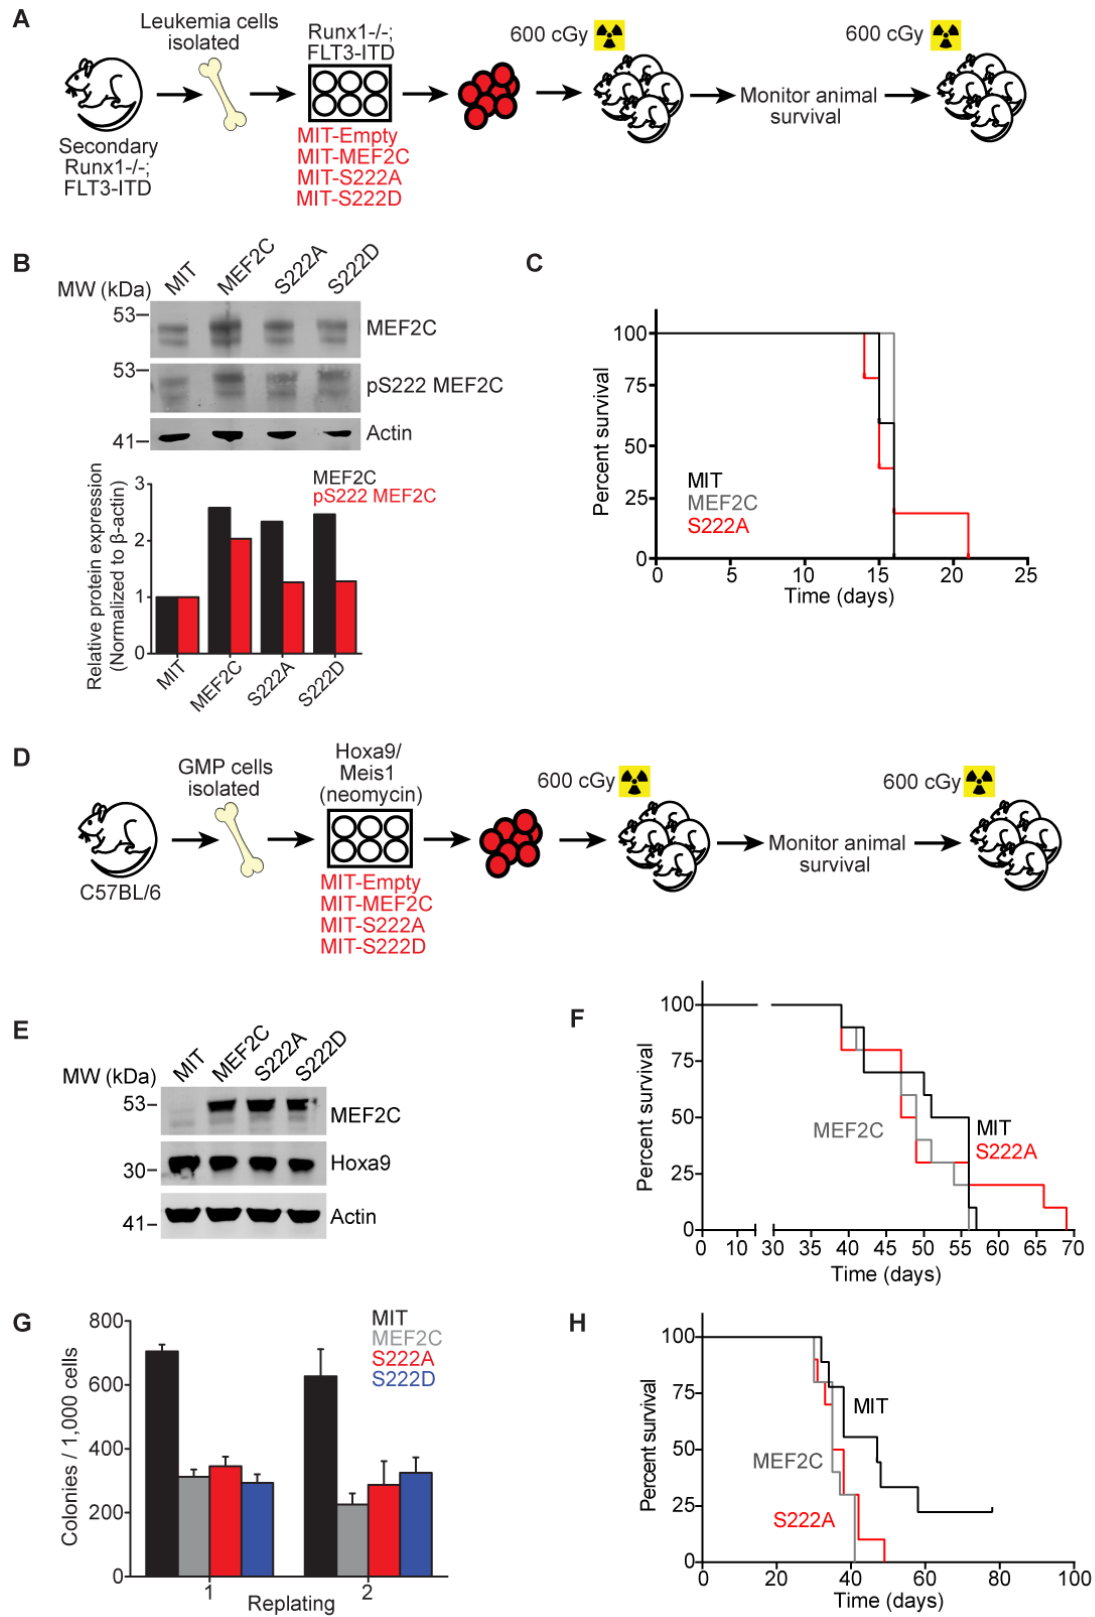 A
Leukemia cells
isolated
Runx1-/-;
FLT3-ITD
600 cGy
600 cGy
Monitor animal
survival
Secondary
Runx1-/-;
FLT3-ITD
MIT-Empty
MIT-MEF2C
MIT-S222A
MIT-S222D
B
MIT
MEF2C
S222A
S222D
MW (kDa)
53
MEF2C
53
pS222 MEF2C
41
Actin
Relative protein expression
(Normalized to β-actin)
3
2
1
0
MEF2C
pS222 MEF2C
MIT
MEF2C
S222A
S222D
C
Percent survival
100
75
50
25
0
MIT
MEF2C
S222A
0 5 10 15 20 25
Time (days)
D
GMP cells
isolated
Hoxa9/
Meis1
(neomycin)
600 cGy
600 cGy
Monitor animal
survival
C57BL/6
MIT-Empty
MIT-MEF2C
MIT-S222A
MIT-S222D
E
MIT
MEF2C
S222A
S222D
MW (kDa)
53
MEF2C
30
Hoxa9
41
Actin
F
Percent survival
100
75
50
25
0
MEF2C
MIT
S222A
0 10 30 35 40 45 50 55 60 65 70
Time (days)
G
Colonies / 1,000 cells
800
600
400
200
0
MIT
MEF2C
S222A
S222D
1 2
Replating
H
Percent survival
100
75
50
25
0
MIT
MEF2C
S222A
0 20 40 60 80 100
Time (days)